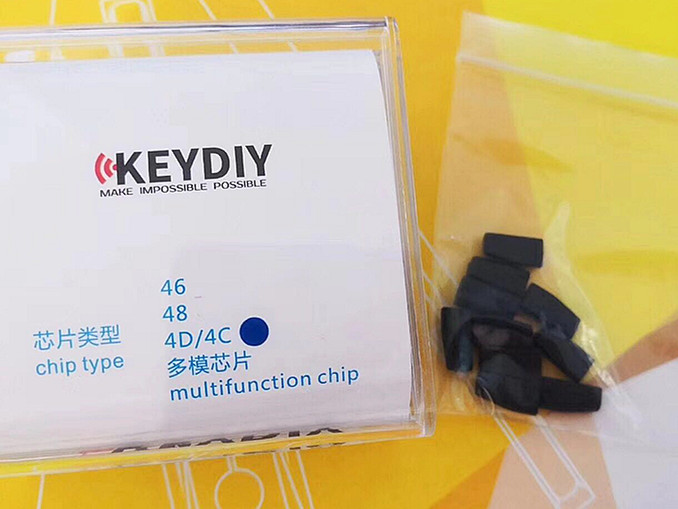 KEYDIY
MAKE IMPOSSIBLE POSSIBLE
46
48
芯片类型 4D/4C
chip type 多模芯片
multifunction chip
KEYDIY